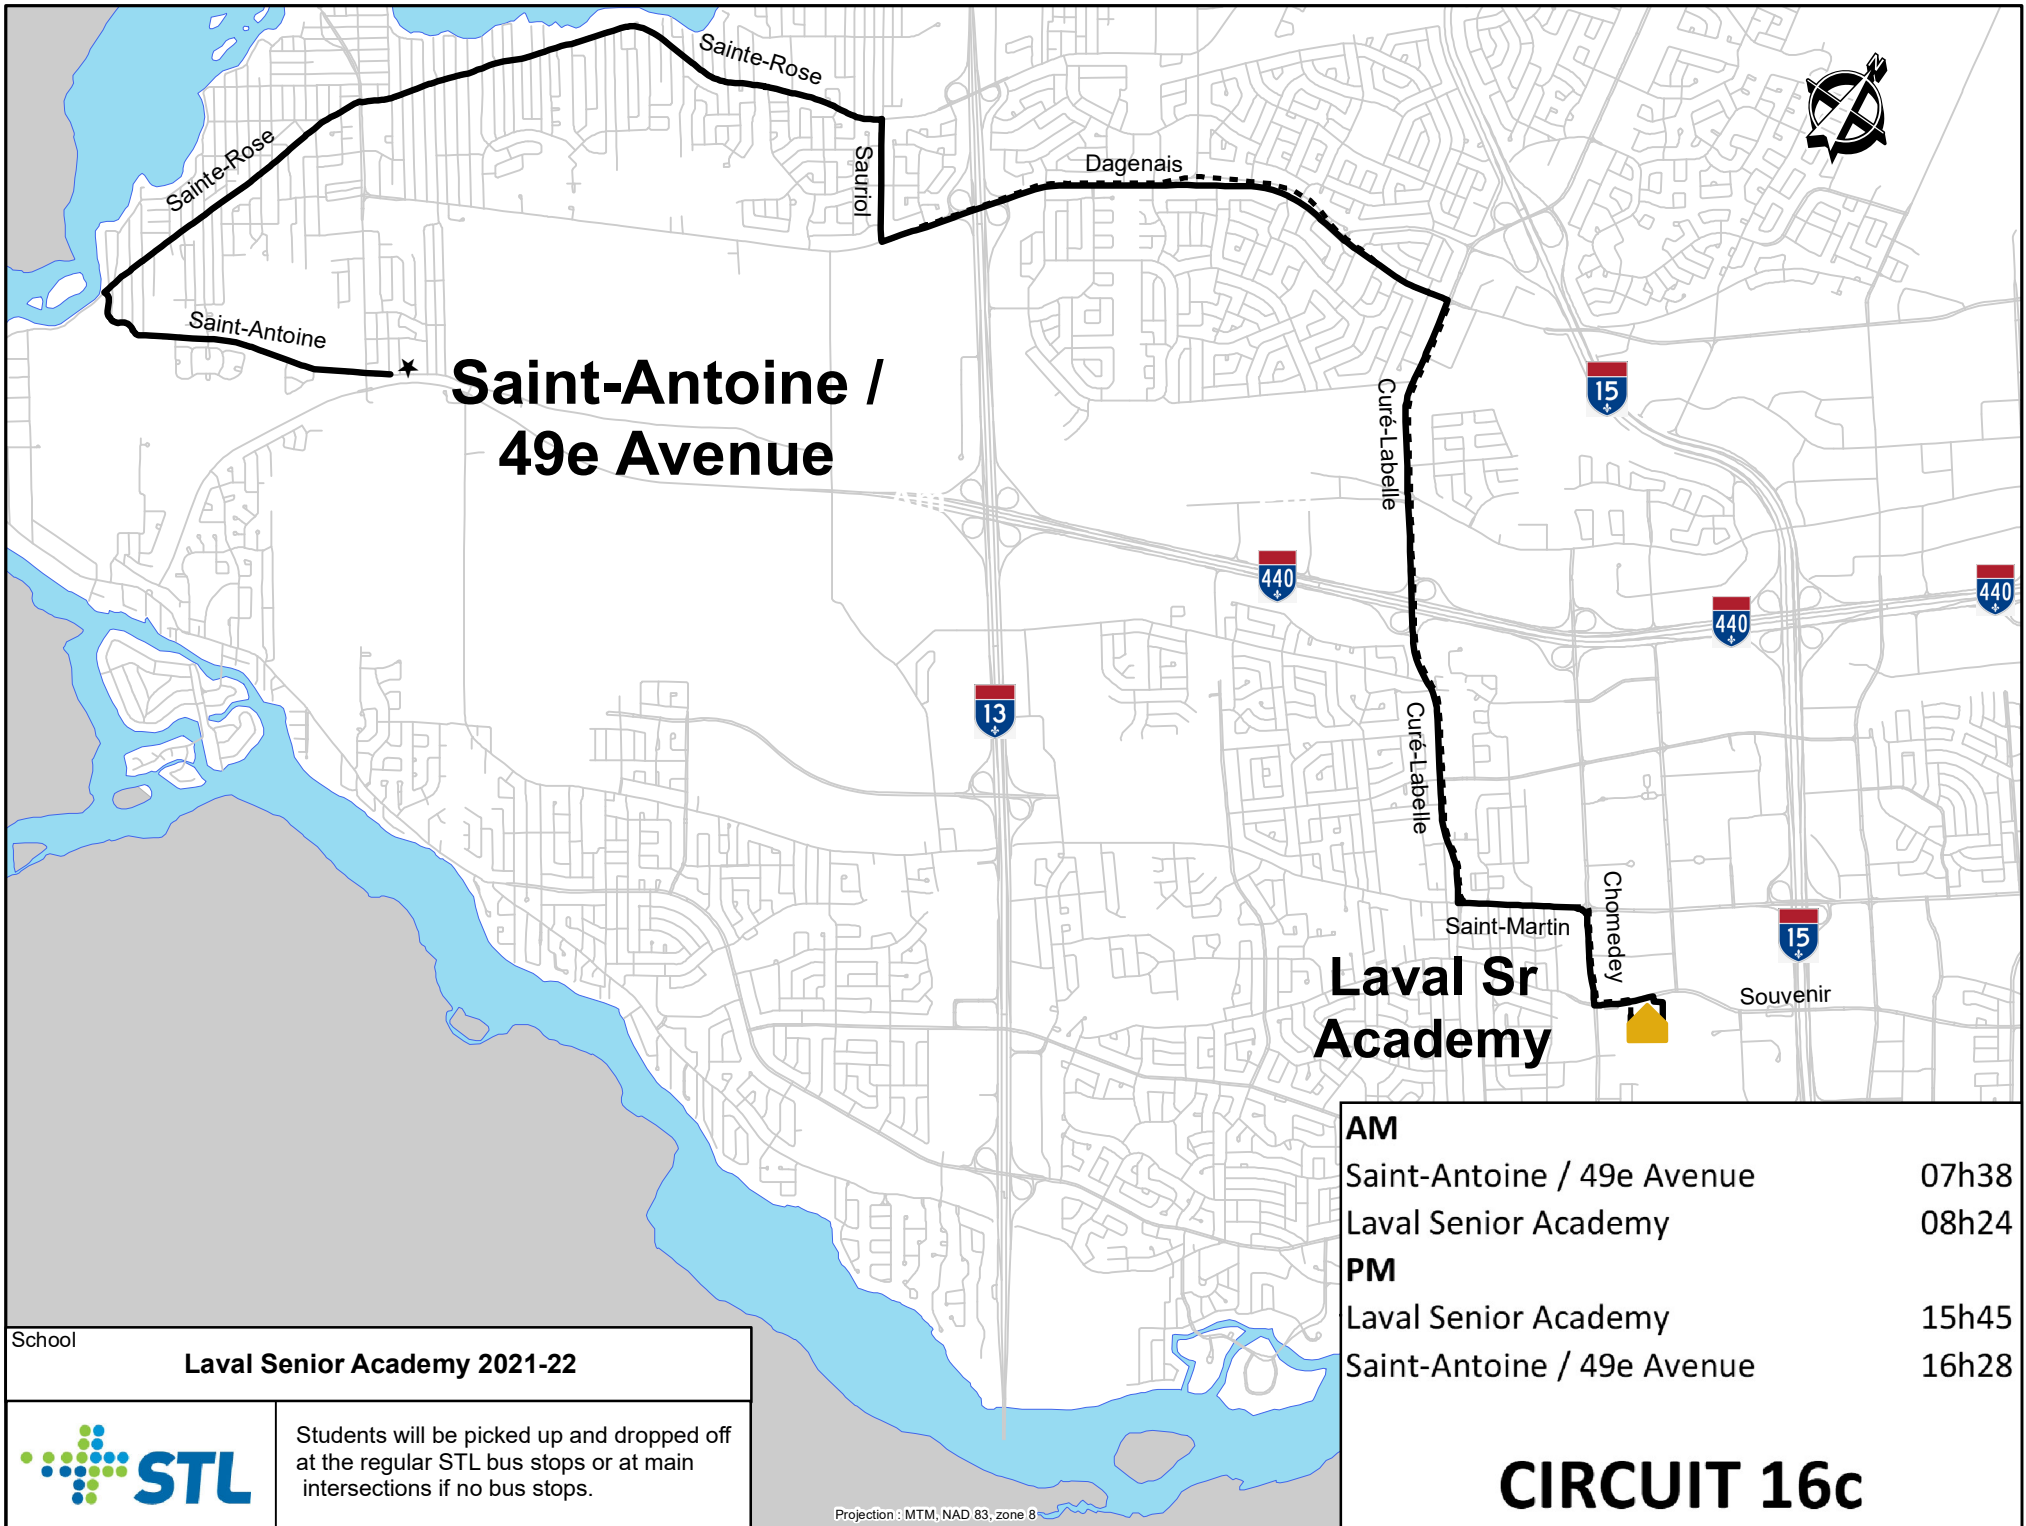 Sainte-Rose
Sainte-Rose
Sauriol
Dagenais
N
Saint-Antoine
Saint-Antoine /
49e Avenue
15
Curé-Labelle
440
440
440
13
Curé-Labelle
Chomedey
Saint-Martin
15
Laval Sr
Academy
Souvenir
AM
Saint-Antoine / 49e Avenue 07h38
Laval Senior Academy 08h24
PM
Laval Senior Academy 15h45
Saint-Antoine / 49e Avenue 16h28
CIRCUIT 16c
School
Laval Senior Academy 2021-22
STL
Students will be picked up and dropped off
at the regular STL bus stops or at main
intersections if no bus stops.
Projection : MTM, NAD 83, zone 8